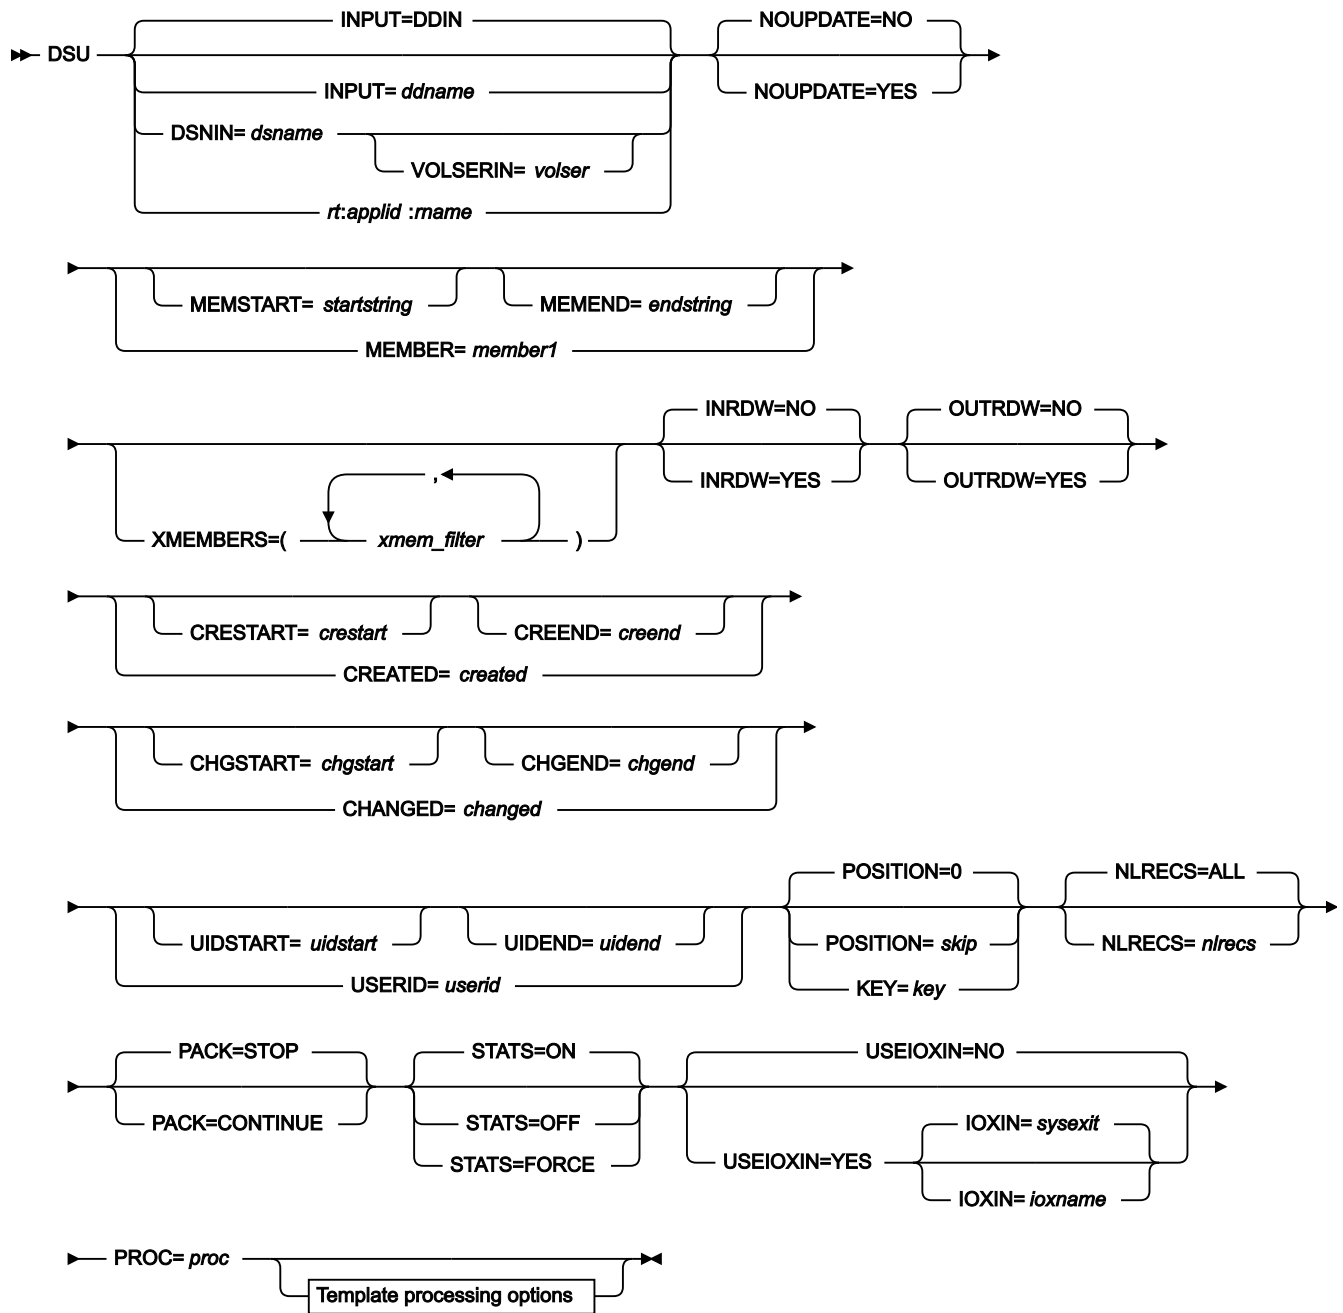 INPUT=DDIN
NOUPDATE=NO
DSU
INPUT= ddname
NOUPDATE=YES
DSNIN= dsname
VOLSERIN= volser
rt:applid :rname
MEMSTART= startstring
MEMEND= endstring
MEMBER= member1
INRDW=NO
OUTRDW=NO
,
INRDW=YES
OUTRDW=YES
XMEMBERS=( xmem_filter )
CRESTART= crestart
CREEND= creend
CREATED= created
CHGSTART= chgstart
CHGEND= chgend
CHANGED= changed
POSITION=0
NLRECS=ALL
UIDSTART= uidstart
UIDEND= uidend
POSITION= skip
NLRECS= nlrecs
USERID= userid
KEY= key
PACK=STOP
STATS=ON
USEIOXIN=NO
PACK=CONTINUE
STATS=OFF
IOXIN= sysexit
STATS=FORCE
USEIOXIN=YES
IOXIN= ioxname
PROC= proc
Template processing options